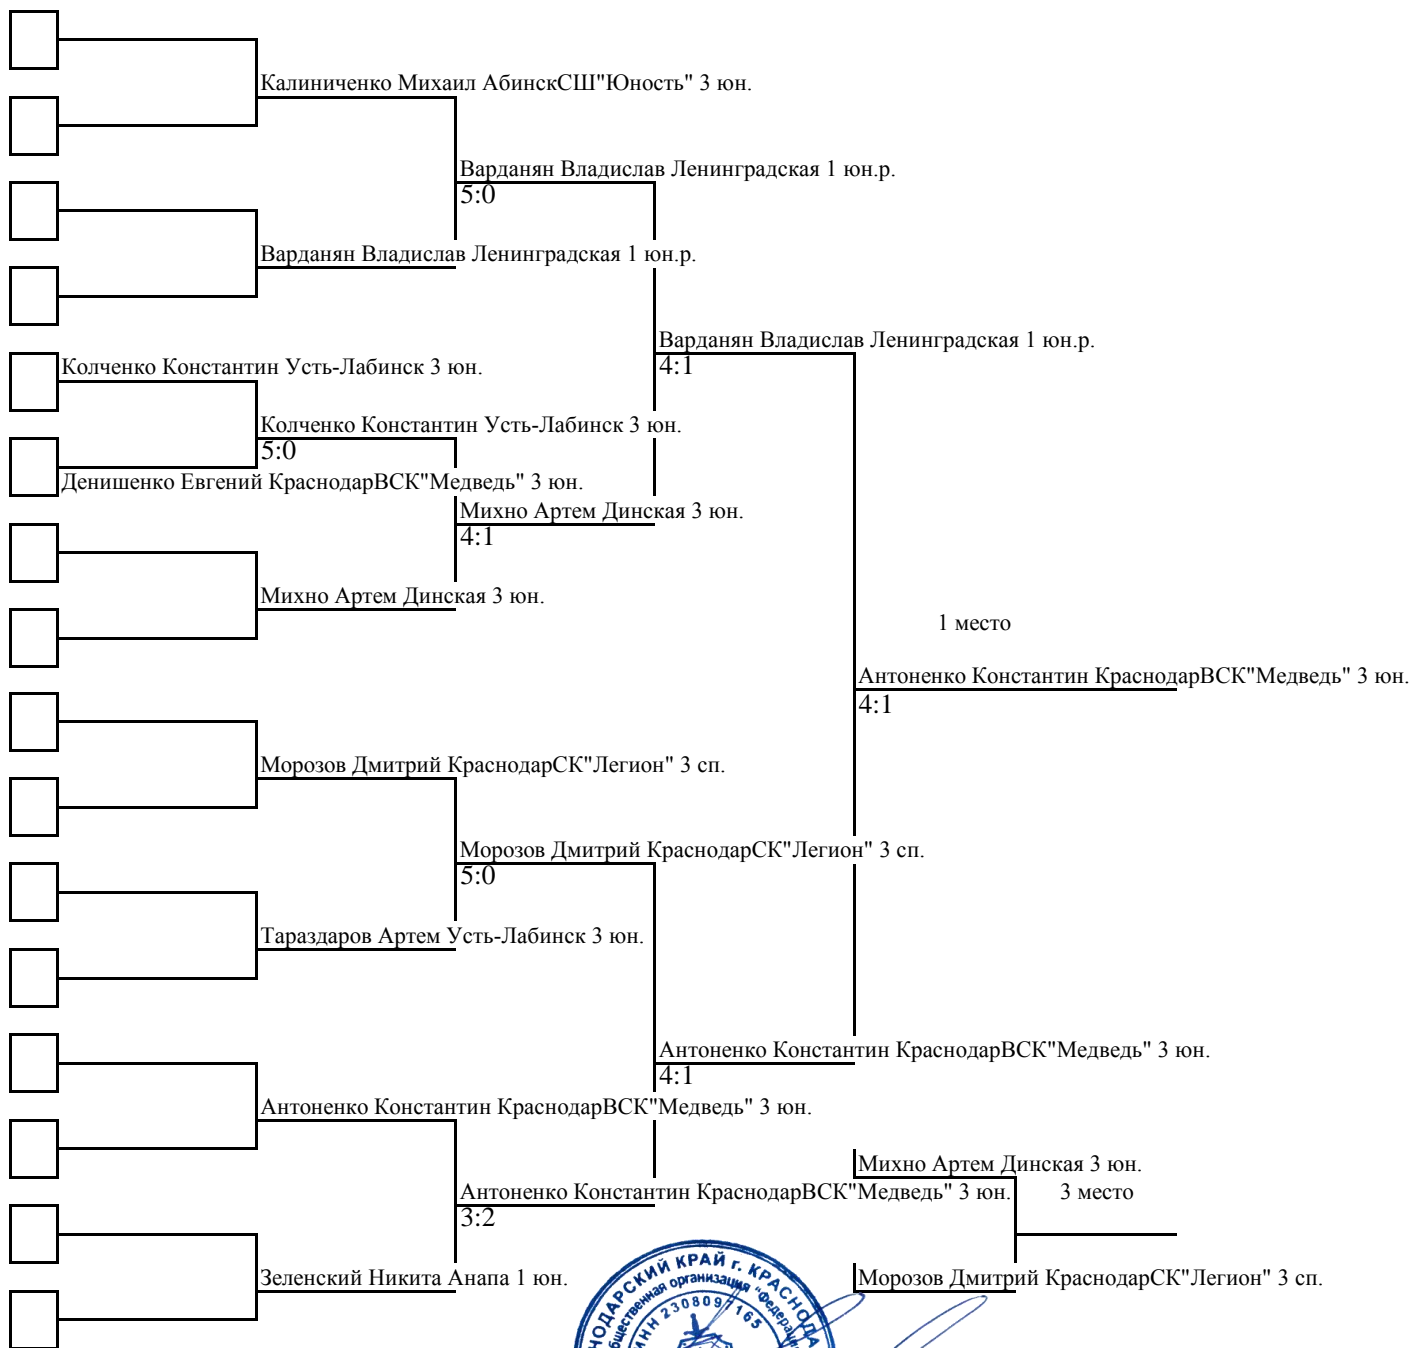 Калиниченко Михаил АбинскСШ"Юность" 3 юн.
Варданян Владислав Ленинградская 1 юн.р.
5:0
Варданян Владислав Ленинградская 1 юн.р.
Варданян Владислав Ленинградская 1 юн.р.
4:1
Колченко Константин Усть-Лабинск 3 юн.
Колченко Константин Усть-Лабинск 3 юн.
5:0
Денишенко Евгений КраснодарВСК"Медведь" 3 юн.
Михно Артем Динская 3 юн.
4:1
Михно Артем Динская 3 юн.
1 место
Антоненко Константин КраснодарВСК"Медведь" 3 юн.
4:1
Морозов Дмитрий КраснодарСК"Легион" 3 сп.
Морозов Дмитрий КраснодарСК"Легион" 3 сп.
5:0
Тараздаров Артем Усть-Лабинск 3 юн.
Антоненко Константин КраснодарВСК"Медведь" 3 юн.
4:1
Антоненко Константин КраснодарВСК"Медведь" 3 юн.
Михно Артем Динская 3 юн.
Антоненко Константин КраснодарВСК"Медведь" 3 юн.
3 место
3:2
Зеленский Никита Анапа 1 юн.
Морозов Дмитрий КраснодарСК"Легион" 3 сп.
КРАЙ г.
организация
ИНН 2308097165